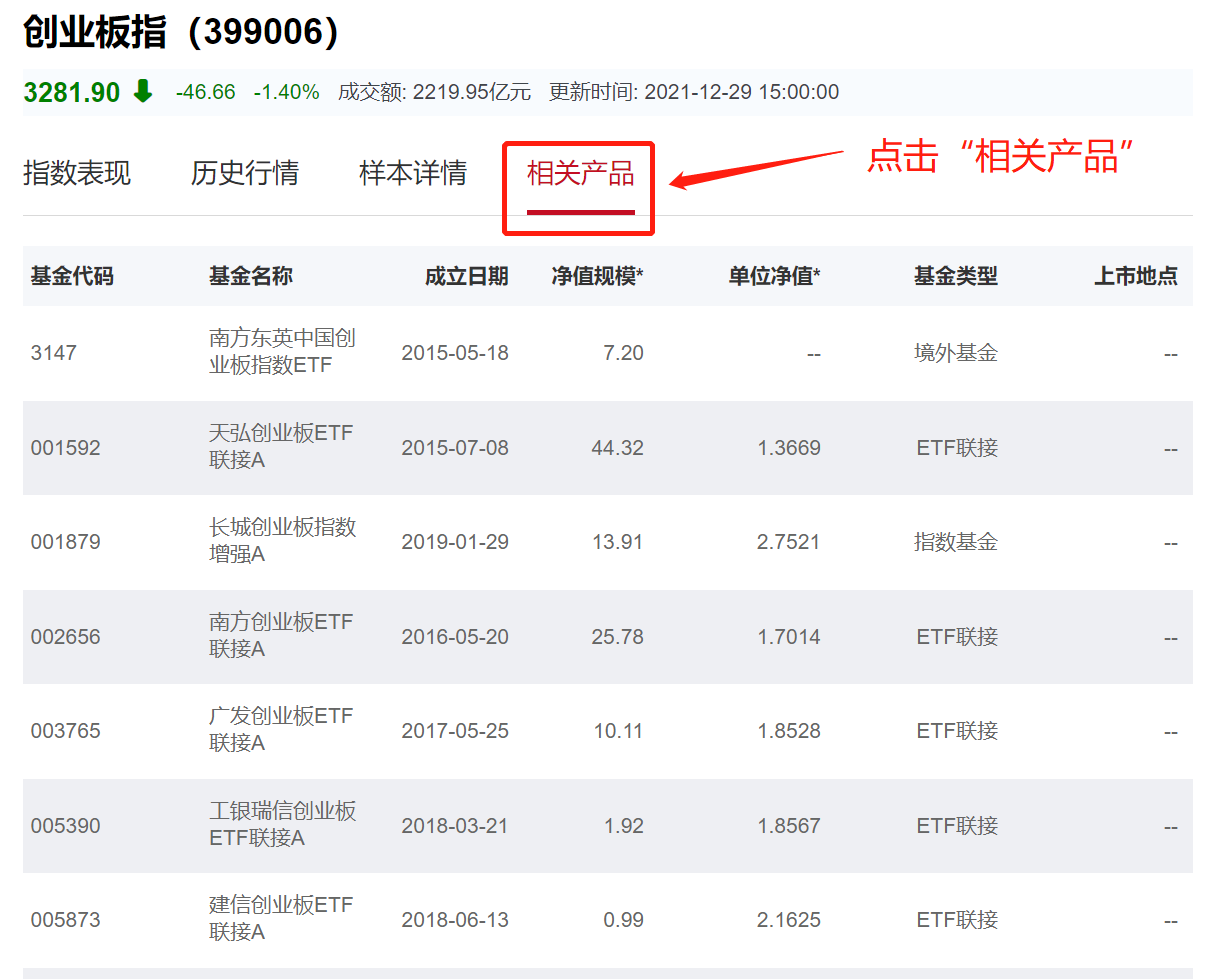 创业板指（399006）
3281.90 -46.66 -1.40% 成交额: 2219.95亿元 更新时间: 2021-12-29 15:00:00
指数表现 历史行情 样本详情 相关产品 点击“相关产品”
基金代码 基金名称 成立日期 净值规模* 单位净值* 基金类型 上市地点
3147 南方东英中国创 2015-05-18 7.20 -- 境外基金 --
业板指数ETF
001592 天弘创业板ETF 2015-07-08 44.32 1.3669 ETF联接 --
联接A
001879 长城创业板指数 2019-01-29 13.91 2.7521 指数基金 --
增强A
002656 南方创业板ETF 2016-05-20 25.78 1.7014 ETF联接 --
联接A
003765 广发创业板ETF 2017-05-25 10.11 1.8528 ETF联接 --
联接A
005390 工银瑞信创业板 2018-03-21 1.92 1.8567 ETF联接 --
ETF联接A
005873 建信创业板ETF 2018-06-13 0.99 2.1625 ETF联接 --
联接A